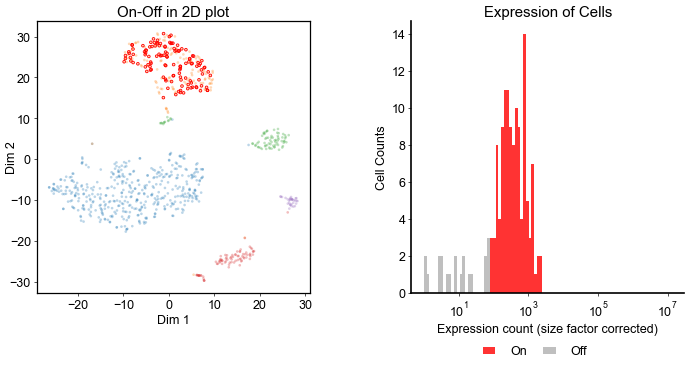 On-Off in 2D plot
Dim 2
30
20
10
0
−10
−20
−30
−20 −10 0 10 20 30
Dim 1
Expression of Cells
Cell Counts
14
12
10
8
6
4
2
0
10^1 10^3 10^5 10^7
Expression count (size factor corrected)
On Off